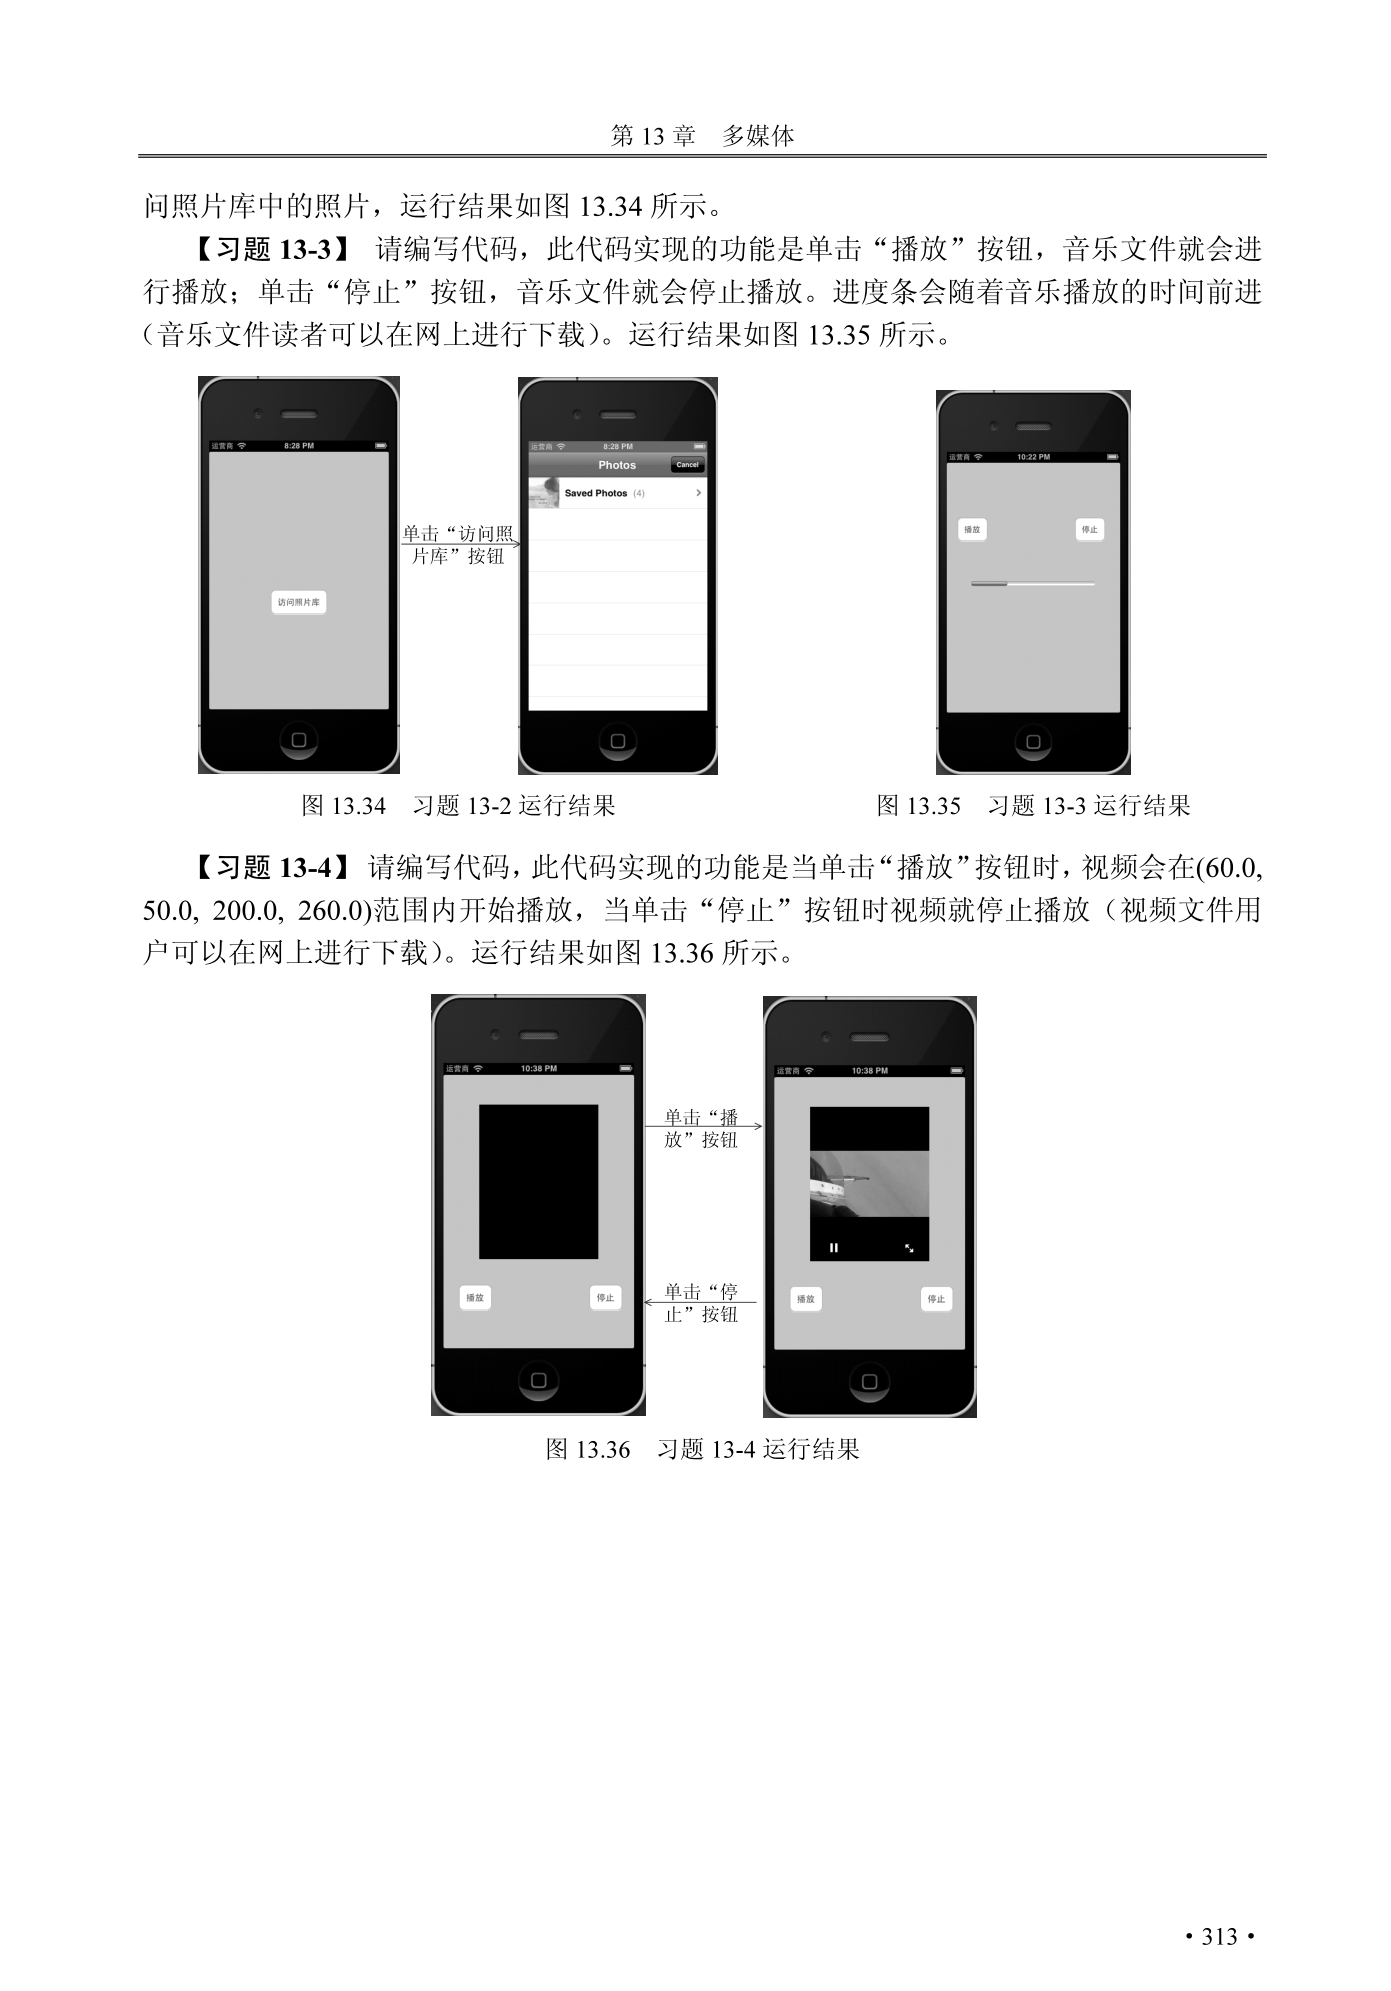 第 13 章　多媒体
问照片库中的照片，运行结果如图 13.34 所示。
【习题 13-3】 请编写代码，此代码实现的功能是单击“播放”按钮，音乐文件就会进
行播放；单击“停止”按钮，音乐文件就会停止播放。进度条会随着音乐播放的时间前进
（音乐文件读者可以在网上进行下载）。运行结果如图 13.35 所示。
运营商 8:28 PM
访问照片库
单击“访问照
片库”按钮
运营商 8:28 PM
Photos Cancel
Saved Photos (4)
运营商 10:22 PM
播放 停止
图 13.34　习题 13-2 运行结果
图 13.35　习题 13-3 运行结果
【习题 13-4】 请编写代码，此代码实现的功能是当单击“播放”按钮时，视频会在(60.0,
50.0, 200.0, 260.0)范围内开始播放，当单击“停止”按钮时视频就停止播放（视频文件用
户可以在网上进行下载）。运行结果如图 13.36 所示。
运营商 10:38 PM
播放 停止
单击“播
放”按钮
单击“停
止”按钮
运营商 10:38 PM
播放 停止
图 13.36　习题 13-4 运行结果
·313·